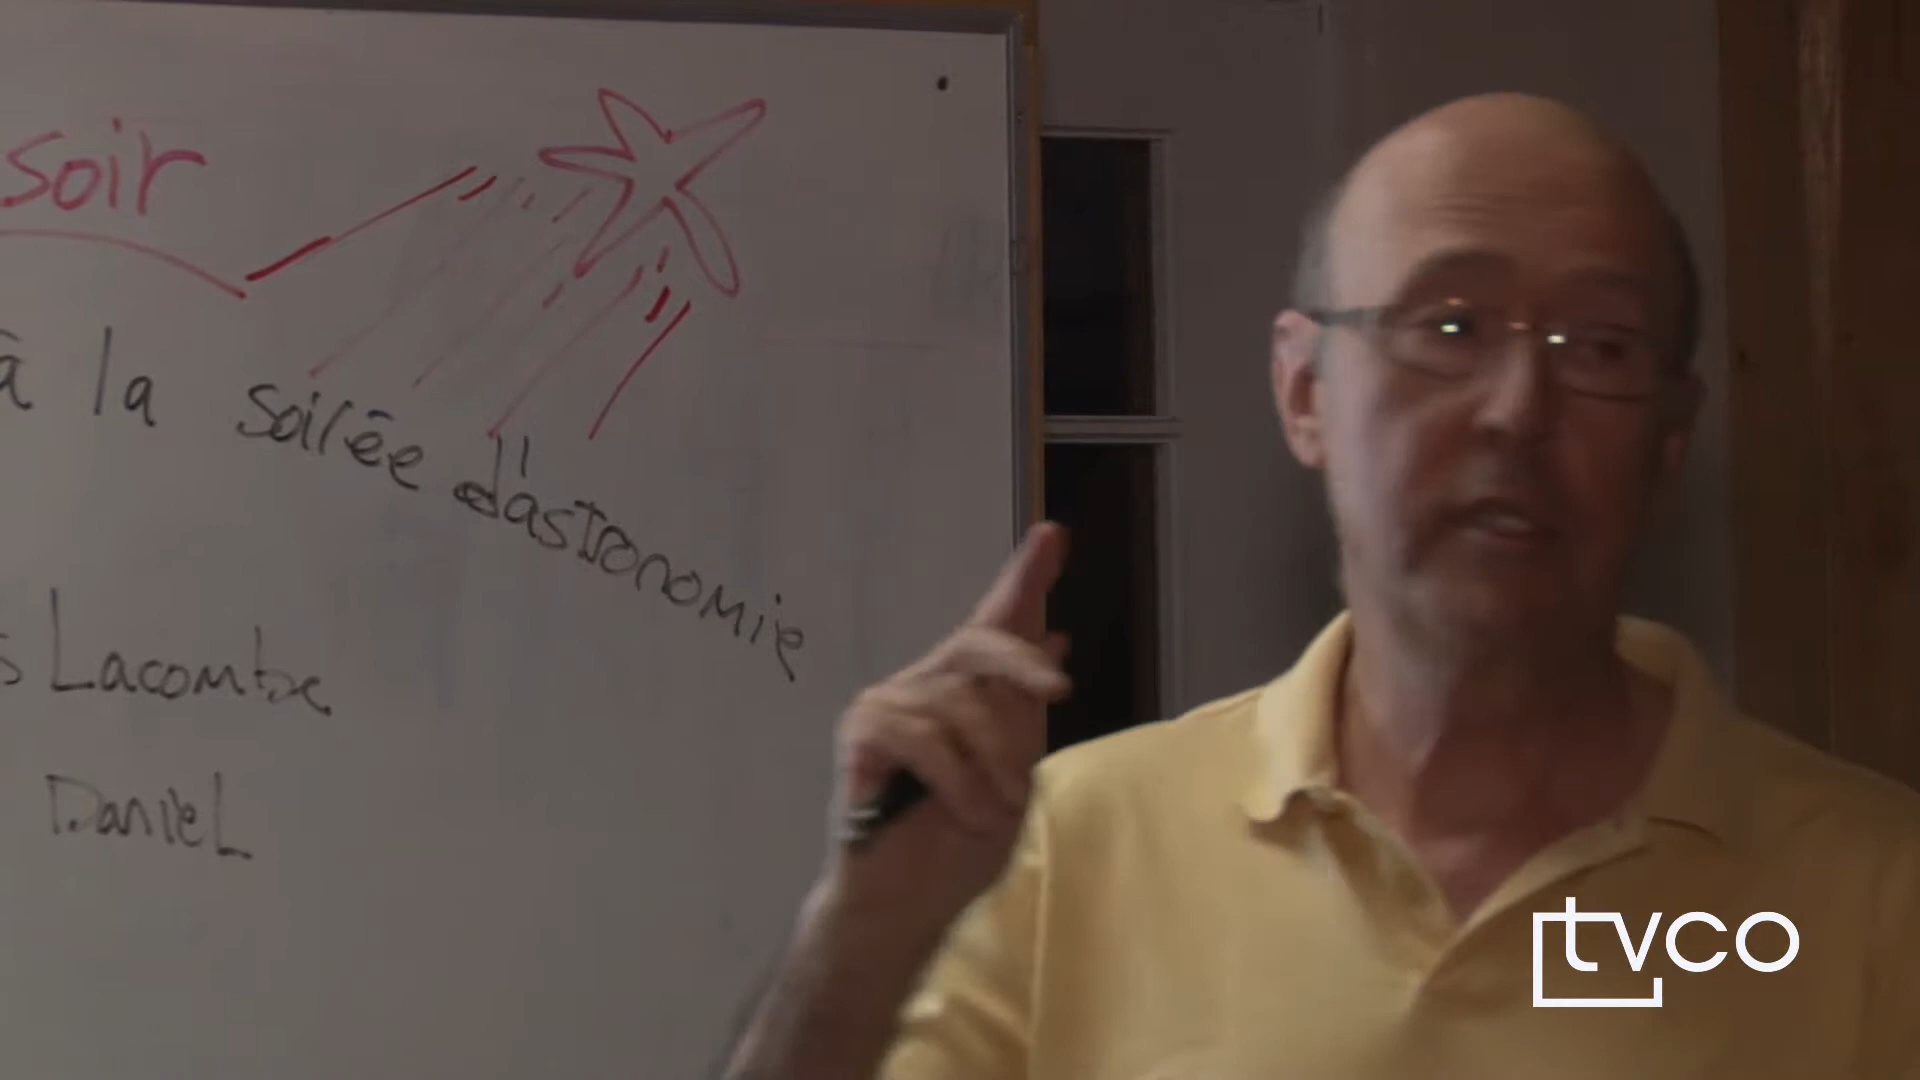 soir
à la soirée d'astronomie
Lacombe
Daniel
tvco